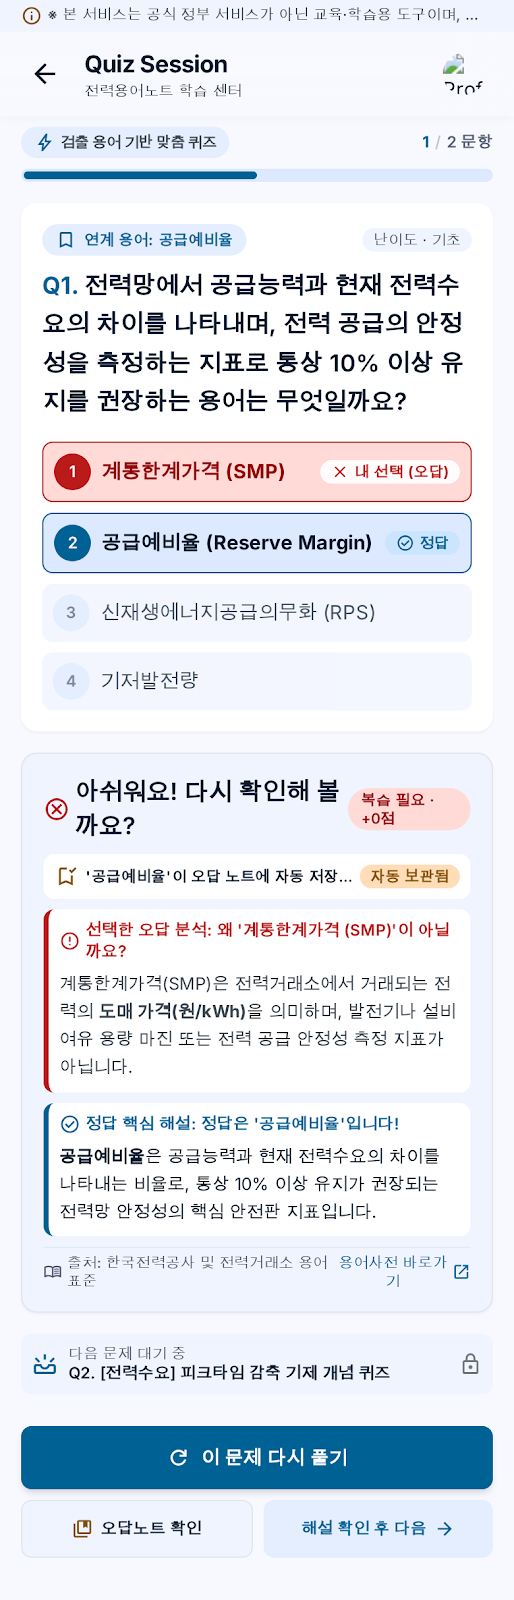 ※ 본 서비스는 공식 정부 서비스가 아닌 교육·학습용 도구이며, ...
Quiz Session
전력용어노트 학습 센터
Prof
검출 용어 기반 맞춤 퀴즈
1 / 2 문항
연계 용어: 공급예비율
난이도 · 기초
Q1. 전력망에서 공급능력과 현재 전력수
요의 차이를 나타내며, 전력 공급의 안정
성을 측정하는 지표로 통상 10% 이상 유
지를 권장하는 용어는 무엇일까요?
1 계통한계가격 (SMP)
내 선택 (오답)
2 공급예비율 (Reserve Margin)
정답
3 신재생에너지공급의무화 (RPS)
4 기저발전량
아쉬워요! 다시 확인해 볼
까요?
복습 필요 ·
+0점
'공급예비율'이 오답 노트에 자동 저장...
자동 보관됨
선택한 오답 분석: 왜 '계통한계가격 (SMP)'이 아닐
까요?
계통한계가격(SMP)은 전력거래소에서 거래되는 전
력의 도매 가격(원/kWh)을 의미하며, 발전기나 설비
여유 용량 마진 또는 전력 공급 안정성 측정 지표가
아닙니다.
정답 핵심 해설: 정답은 '공급예비율'입니다!
공급예비율은 공급능력과 현재 전력수요의 차이를
나타내는 비율로, 통상 10% 이상 유지가 권장되는
전력망 안정성의 핵심 안전판 지표입니다.
출처: 한국전력공사 및 전력거래소 용어
표준
용어사전 바로가
기
다음 문제 대기 중
Q2. [전력수요] 피크타임 감축 기제 개념 퀴즈
이 문제 다시 풀기
오답노트 확인
해설 확인 후 다음